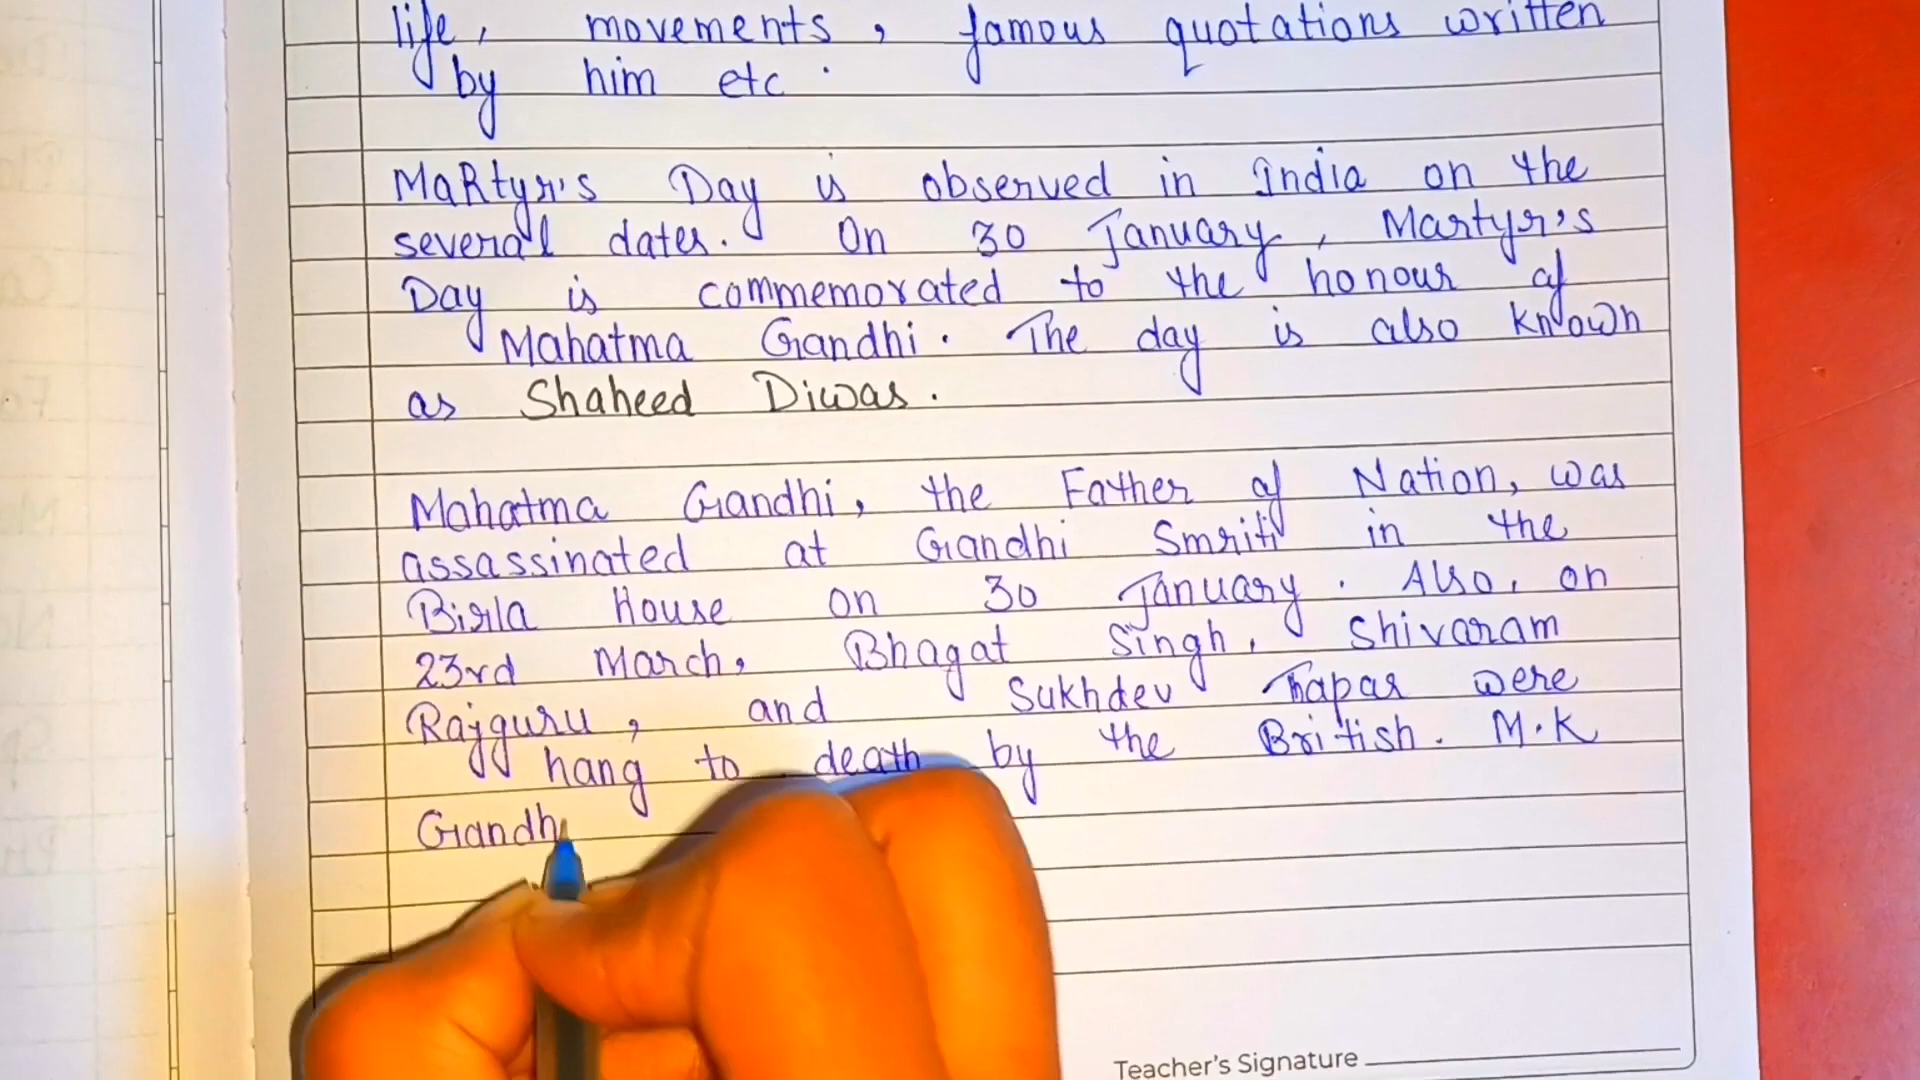 life, movements, famous quotations written
by him etc.
MaRtyr's Day is observed in India on the
several dates. On 30 January, Martyr's
Day is commemorated to the honour of
Mahatma Gandhi. The day is also known
as Shaheed Diwas.
Mahatma Gandhi, the Father of Nation, was
assassinated at Gandhi Smriti in the
Birla House on 30 January. Also, on
23rd March, Bhagat Singh, Shivaram
Rajguru, and Sukhdev Thapar were
hang to death by the British. M.K
Gandh
Teacher's Signature